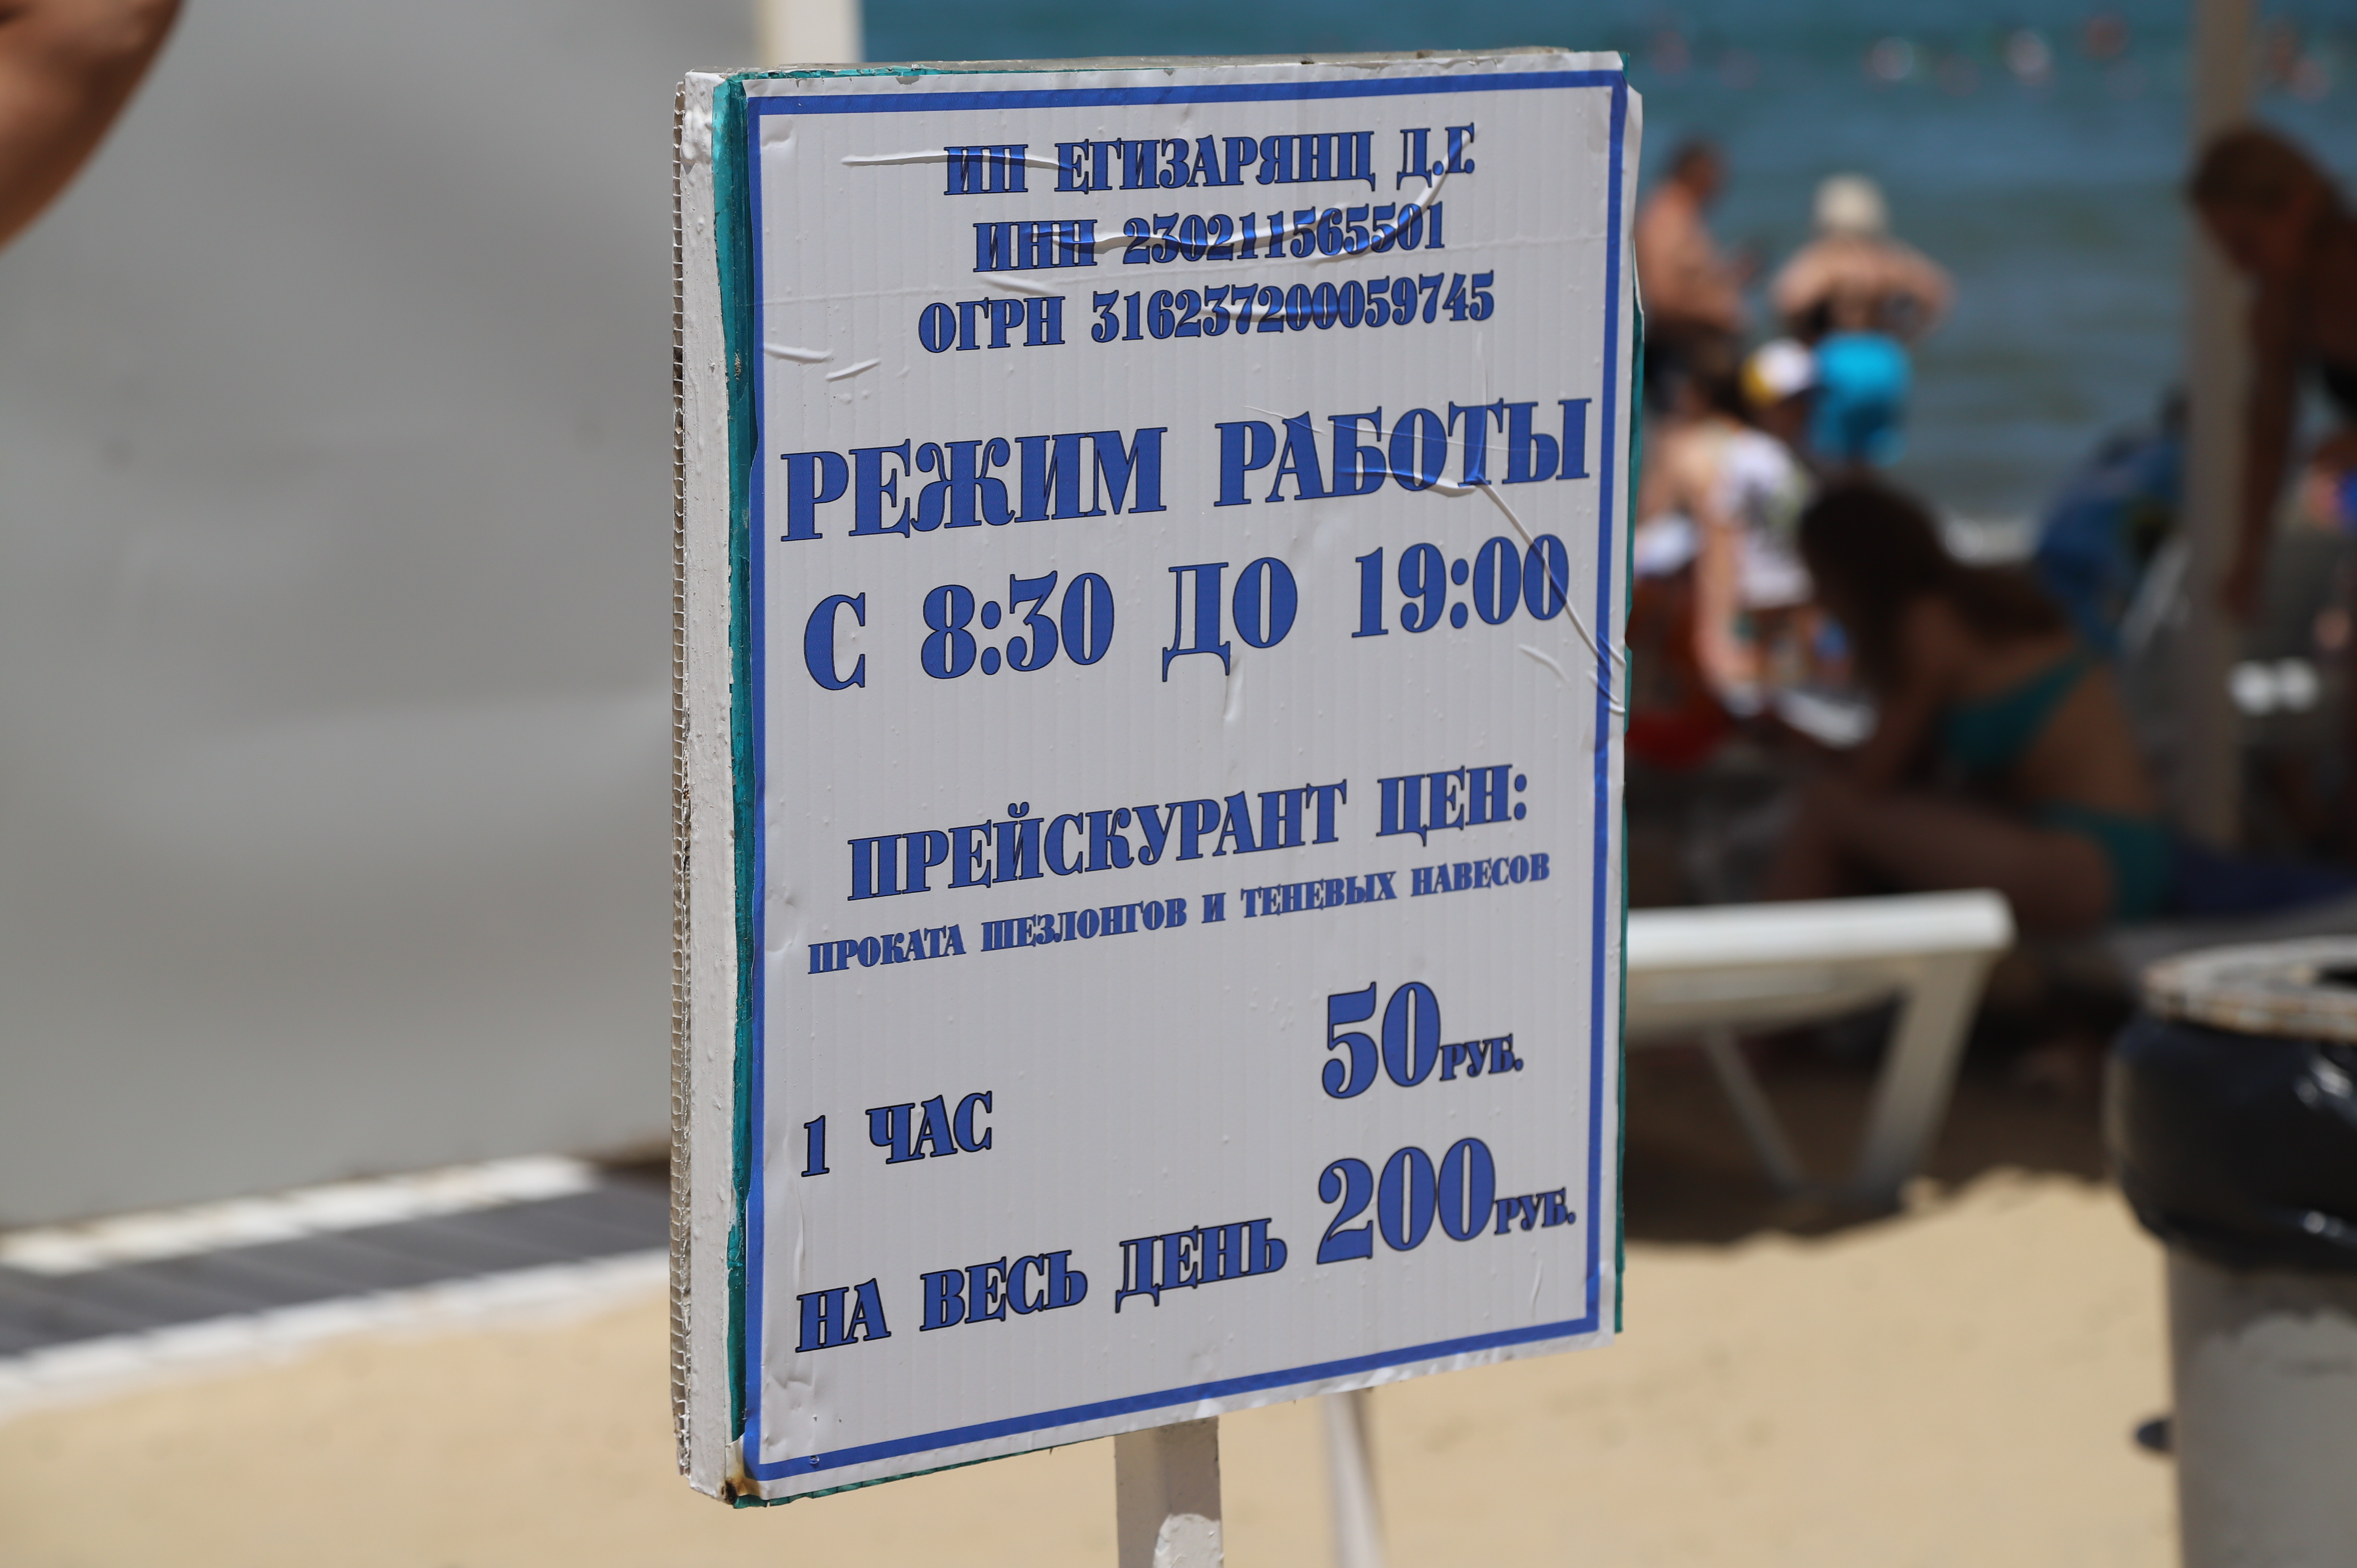 ИП ЕГИЗАРЯНЦ Д.Г.
ИНН 230211565501
ОГРН 316237200059745
РЕЖИМ РАБОТЫ
С 8:30 ДО 19:00
ПРЕЙСКУРАНТ ЦЕН:
ПРОКАТА ШЕЗЛОНГОВ И ТЕНЕВЫХ НАВЕСОВ
1 ЧАС 50РУБ.
НА ВЕСЬ ДЕНЬ 200РУБ.